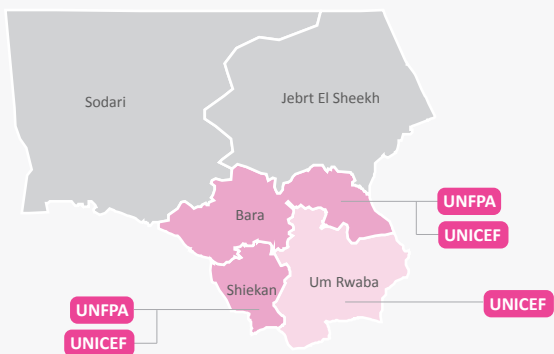 Sodari
Jebrt El Sheekh
UNFPA
Bara
UNICEF
Shiekan
Um Rwaba
UNFPA
UNICEF
UNICEF